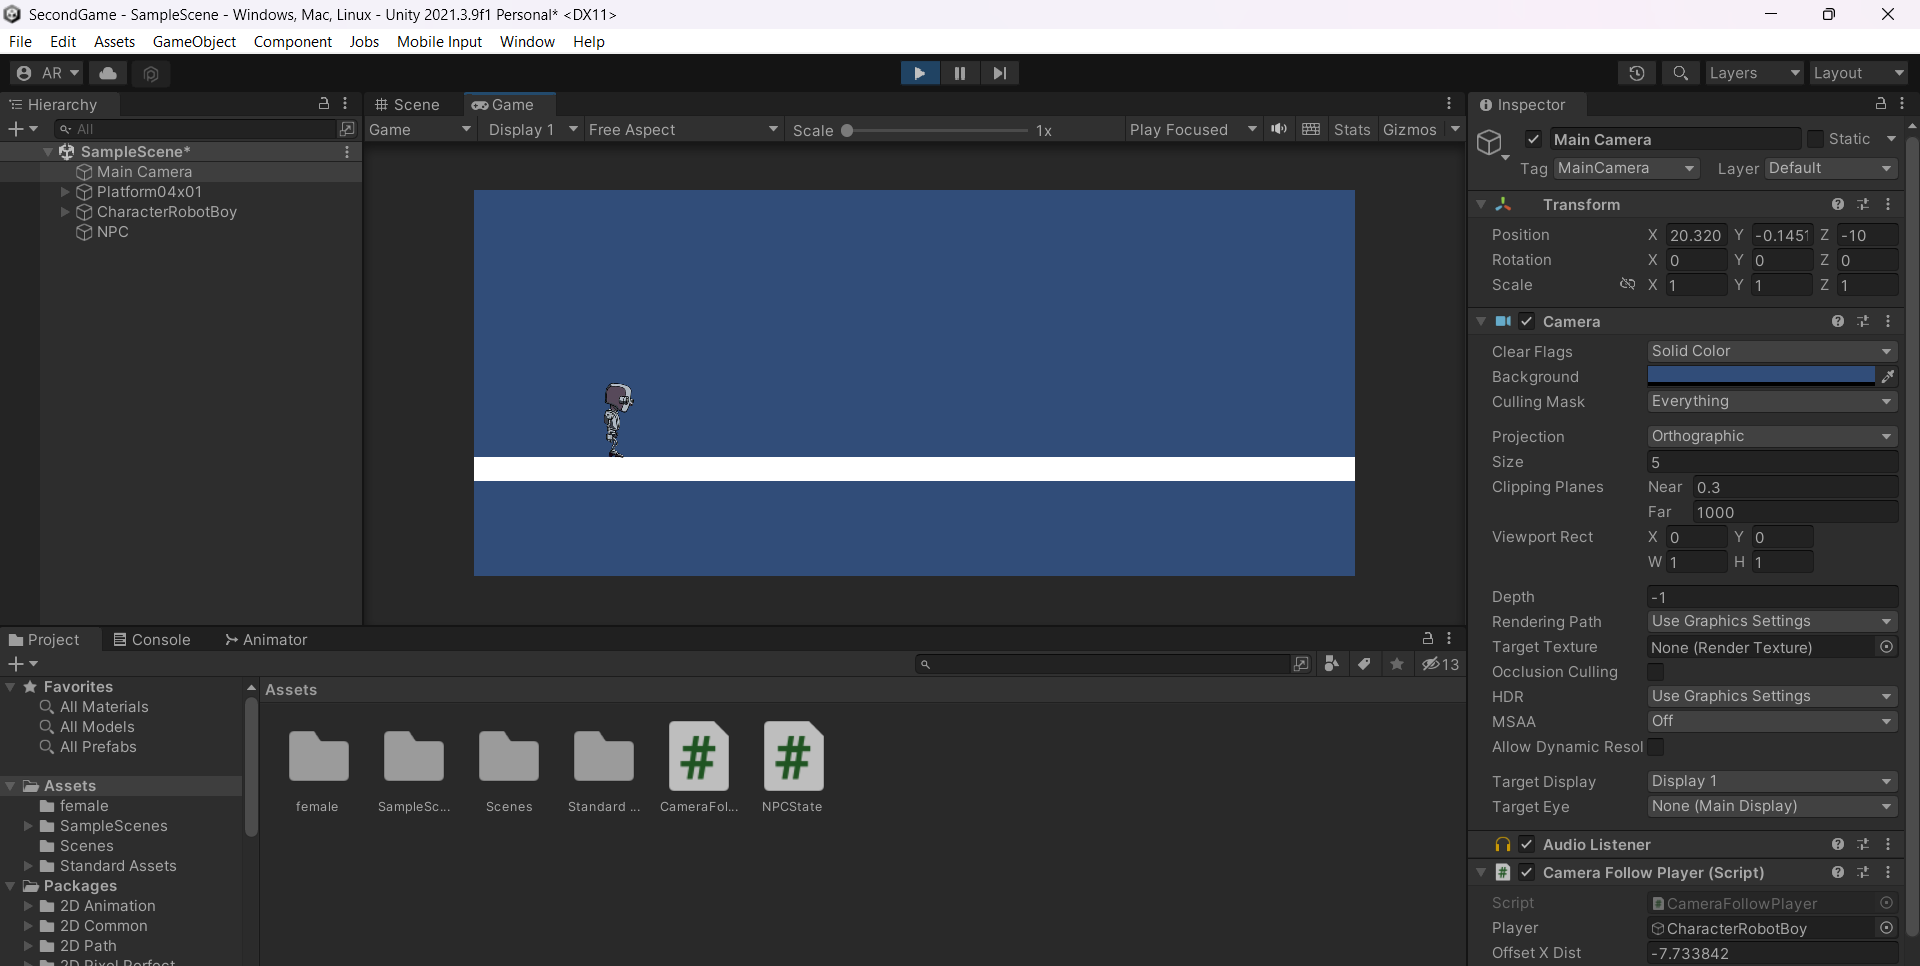 SecondGame - SampleScene - Windows, Mac, Linux - Unity 2021.3.9f1 Personal* <DX11>
File Edit Assets GameObject Component Jobs Mobile Input Window Help
AR Layers Layout
Hierarchy
All
SampleScene*
Main Camera
Platform04x01
CharacterRobotBoy
NPC
Scene Game
Game Display 1 Free Aspect Scale 1x Play Focused Stats Gizmos
Project Console Animator
13
Favorites
All Materials
All Models
All Prefabs
Assets
female
SampleScenes
Scenes
Standard Assets
Packages
2D Animation
2D Common
2D Path
2D Pixel Perfect
Assets
female SampleSc... Scenes Standard ... CameraFol... NPCState
Inspector
Main Camera Static
Tag MainCamera Layer Default
Transform
Position X 20.320 Y -0.1451 Z -10
Rotation X 0 Y 0 Z 0
Scale X 1 Y 1 Z 1
Camera
Clear Flags Solid Color
Background
Culling Mask Everything
Projection Orthographic
Size 5
Clipping Planes Near 0.3
Far 1000
Viewport Rect X 0 Y 0
W 1 H 1
Depth -1
Rendering Path Use Graphics Settings
Target Texture None (Render Texture)
Occlusion Culling
HDR Use Graphics Settings
MSAA Off
Allow Dynamic Resol
Target Display Display 1
Target Eye None (Main Display)
Audio Listener
# Camera Follow Player (Script)
Script # CameraFollowPlayer
Player CharacterRobotBoy
Offset X Dist -7.733842